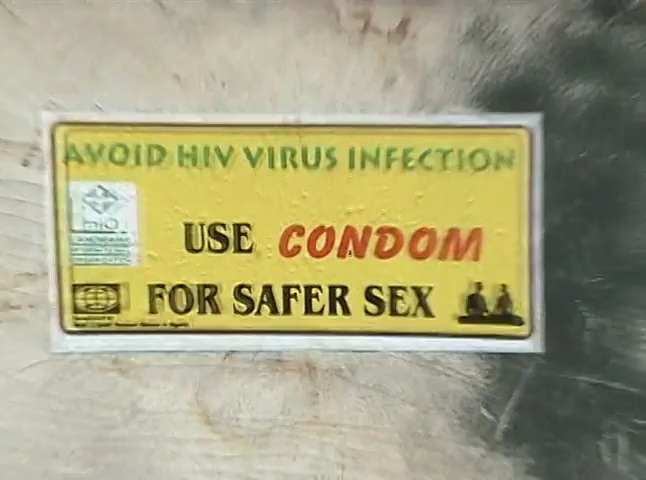 AVOID HIV VIRUS INFECTION
USE CONDOM
FOR SAFER SEX